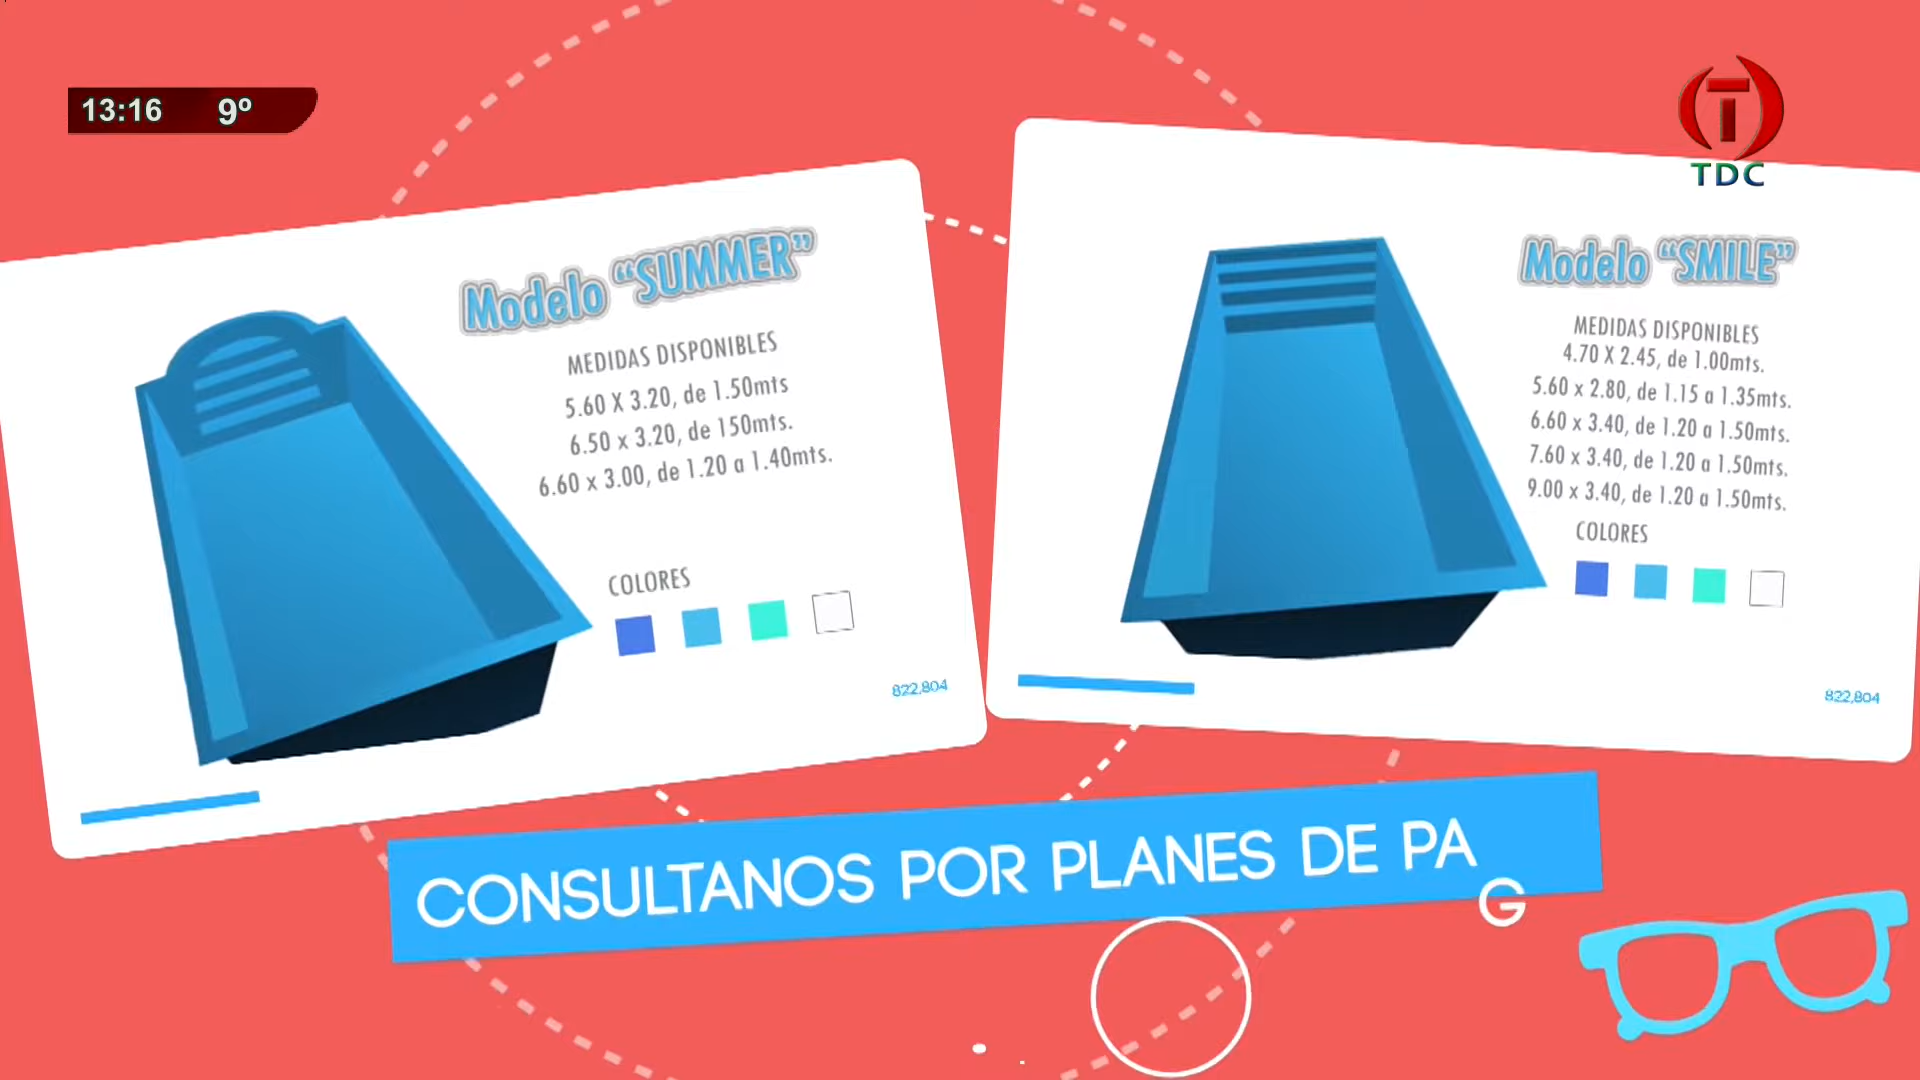 13:16 9º
T
TDC
Modelo “SUMMER”
MEDIDAS DISPONIBLES
5.60 X 3.20, de 1.50mts
6.50 x 3.20, de 150mts.
6.60 x 3.00, de 1.20 a 1.40mts.
COLORES
822,804
Modelo “SMILE”
MEDIDAS DISPONIBLES
4.70 X 2.45, de 1.00mts.
5.60 x 2.80, de 1.15 a 1.35mts.
6.60 x 3.40, de 1.20 a 1.50mts.
7.60 x 3.40, de 1.20 a 1.50mts.
9.00 x 3.40, de 1.20 a 1.50mts.
COLORES
822,804
CONSULTANOS POR PLANES DE PAG